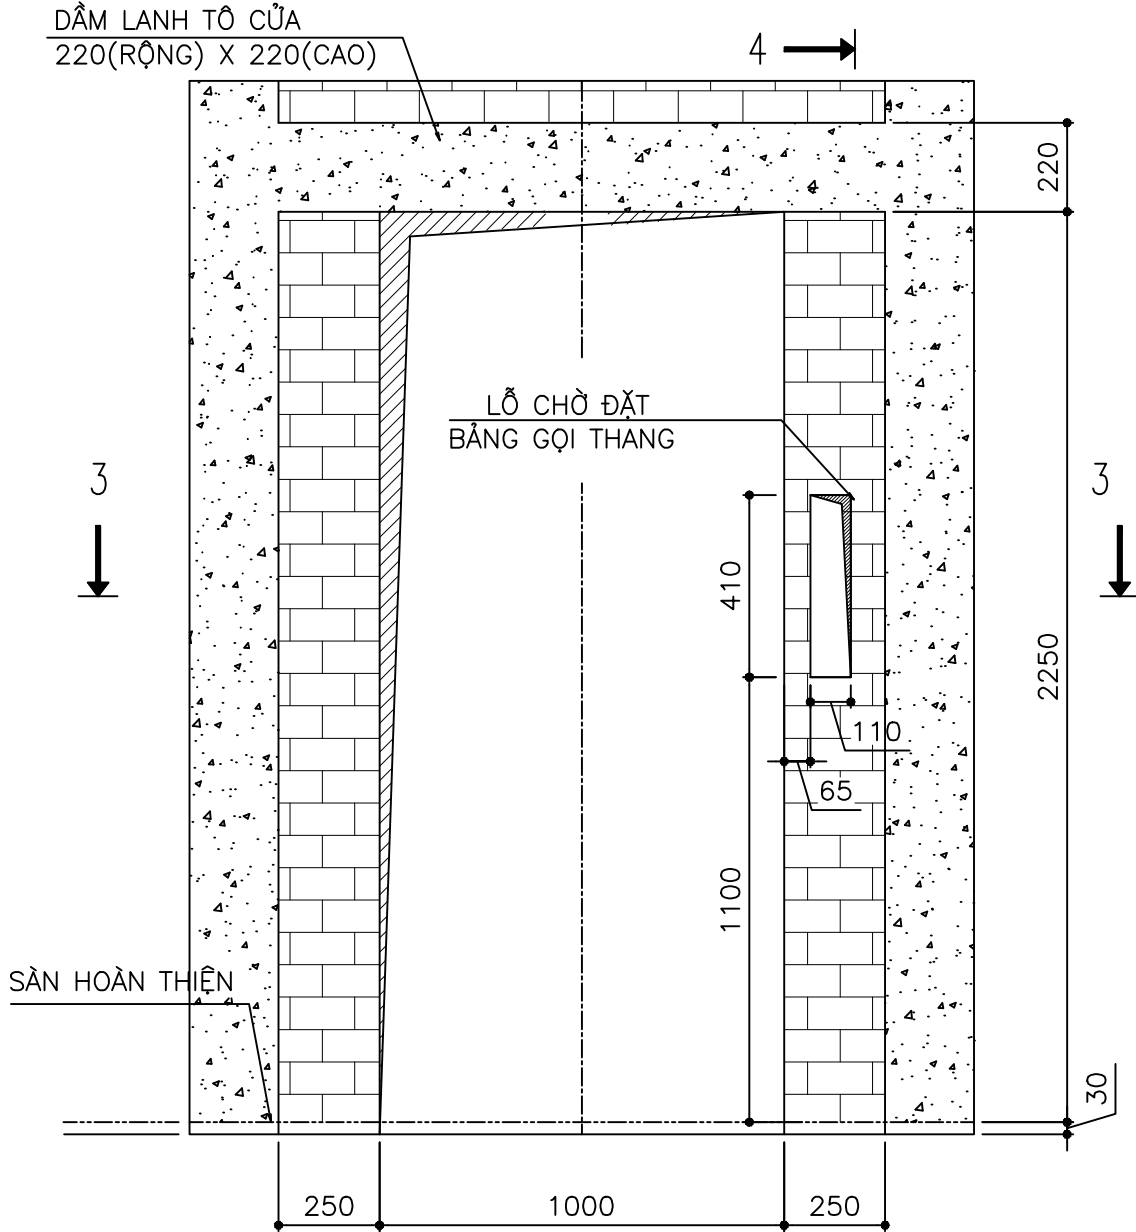 DẦM LANH TÔ CỬA
220(RỘNG) X 220(CAO)
4
220
LỖ CHỜ ĐẶT
BẢNG GỌI THANG
3
3
410
2250
110
65
1100
SÀN HOÀN THIỆN
30
250
1000
250